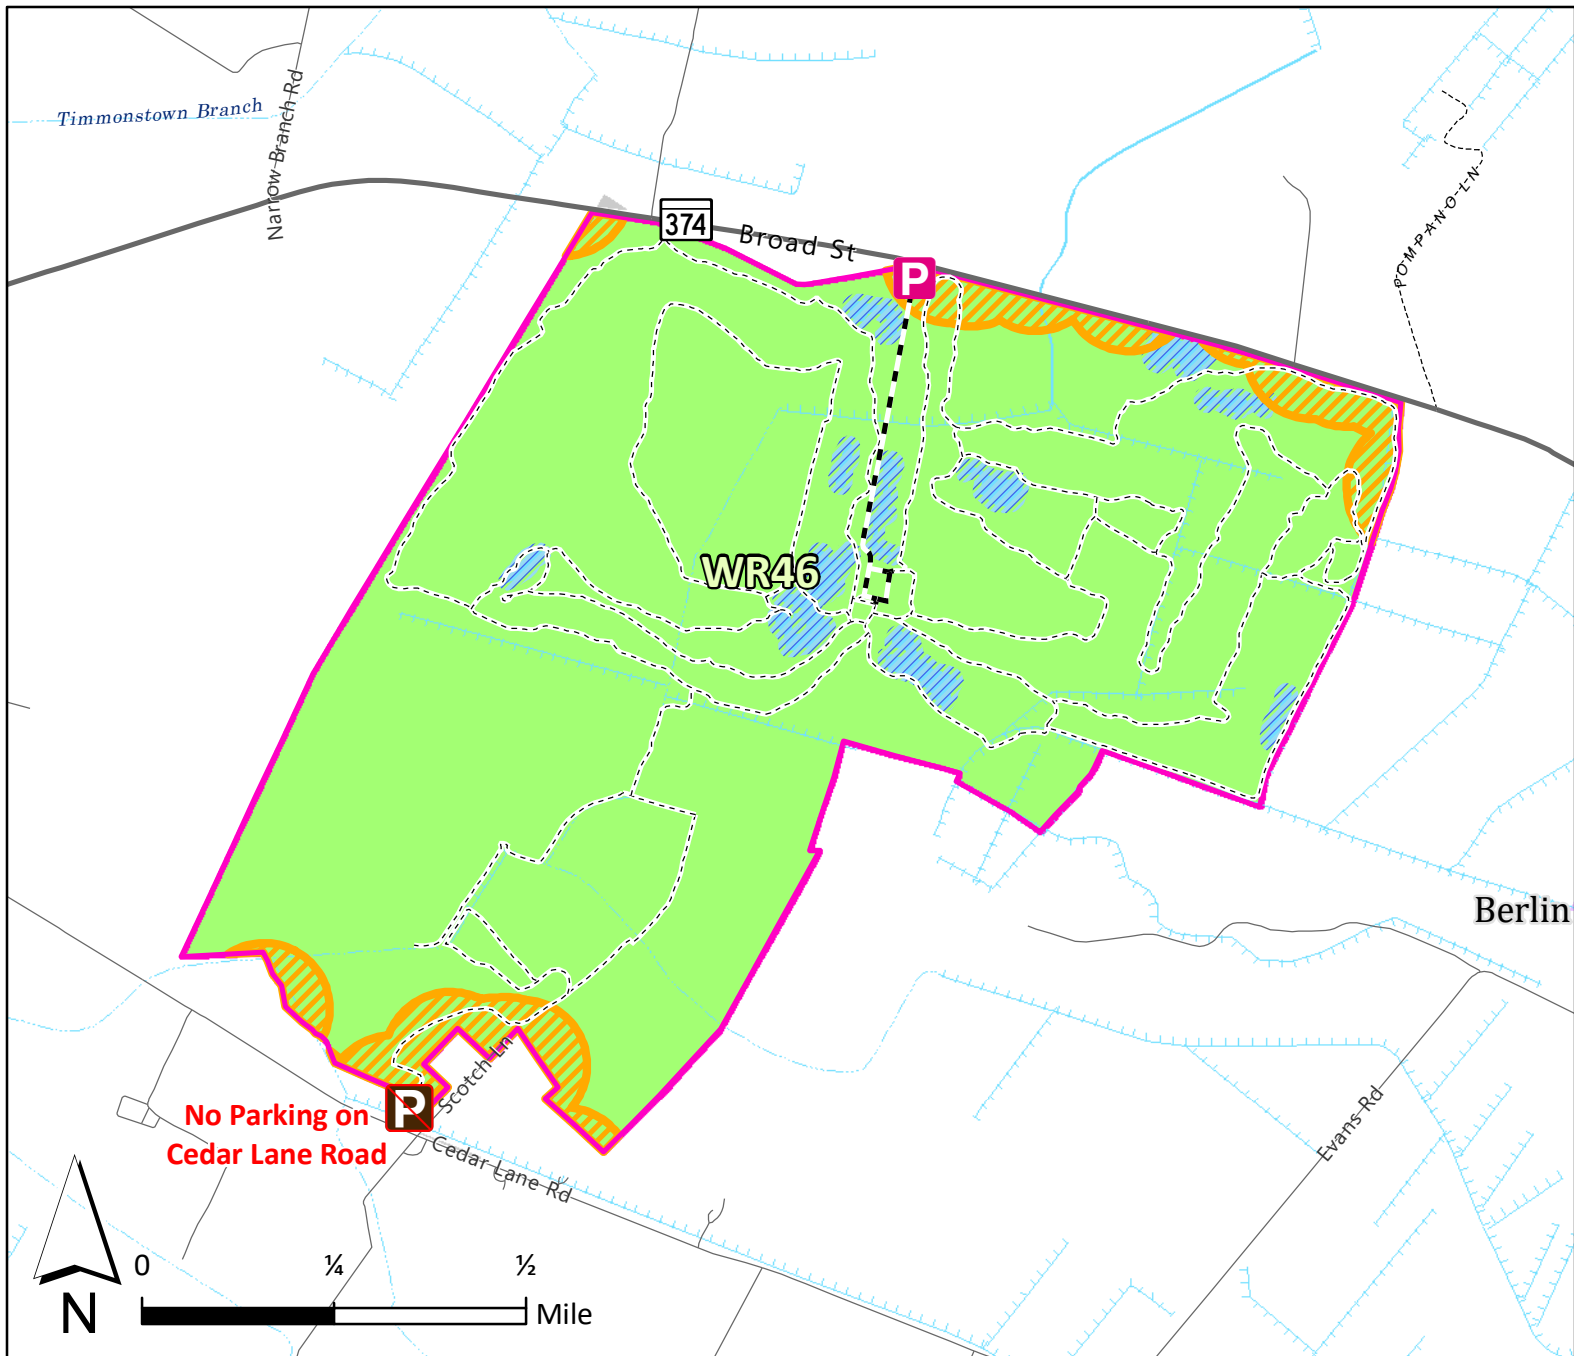 Timmonstown Branch
Narrow Branch Rd
374
Broad St
P
POMPANO LN
WR46
Berlin
Scotch Ln
P
No Parking on
Cedar Lane Road
Cedar Lane Rd
Evans Rd
0 ¼ ½
Mile
N